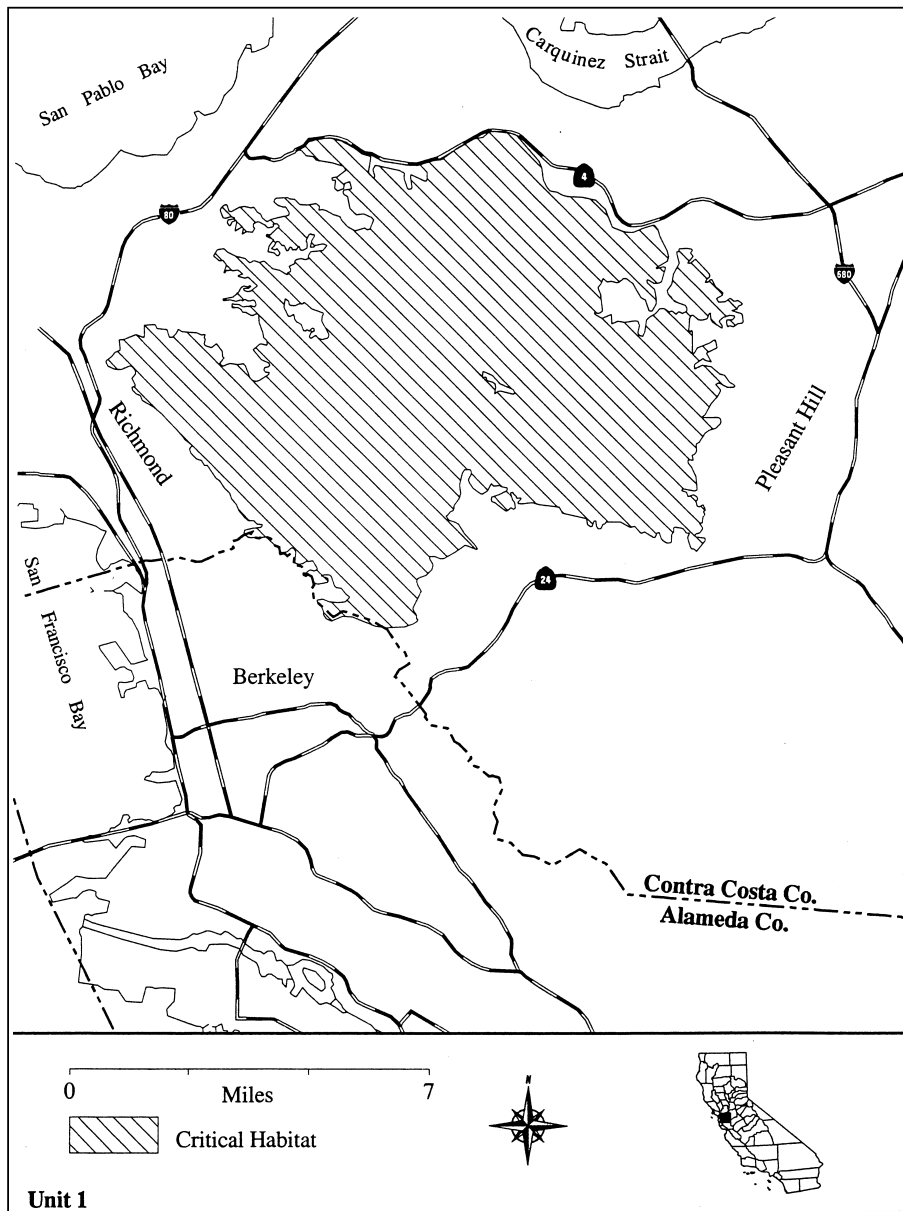 San Pablo Bay
Carquinez Strait
4
80
680
Richmond
Pleasant Hill
San Francisco Bay
24
Berkeley
Contra Costa Co.
Alameda Co.
0
7
Miles
N
Critical Habitat
Unit 1